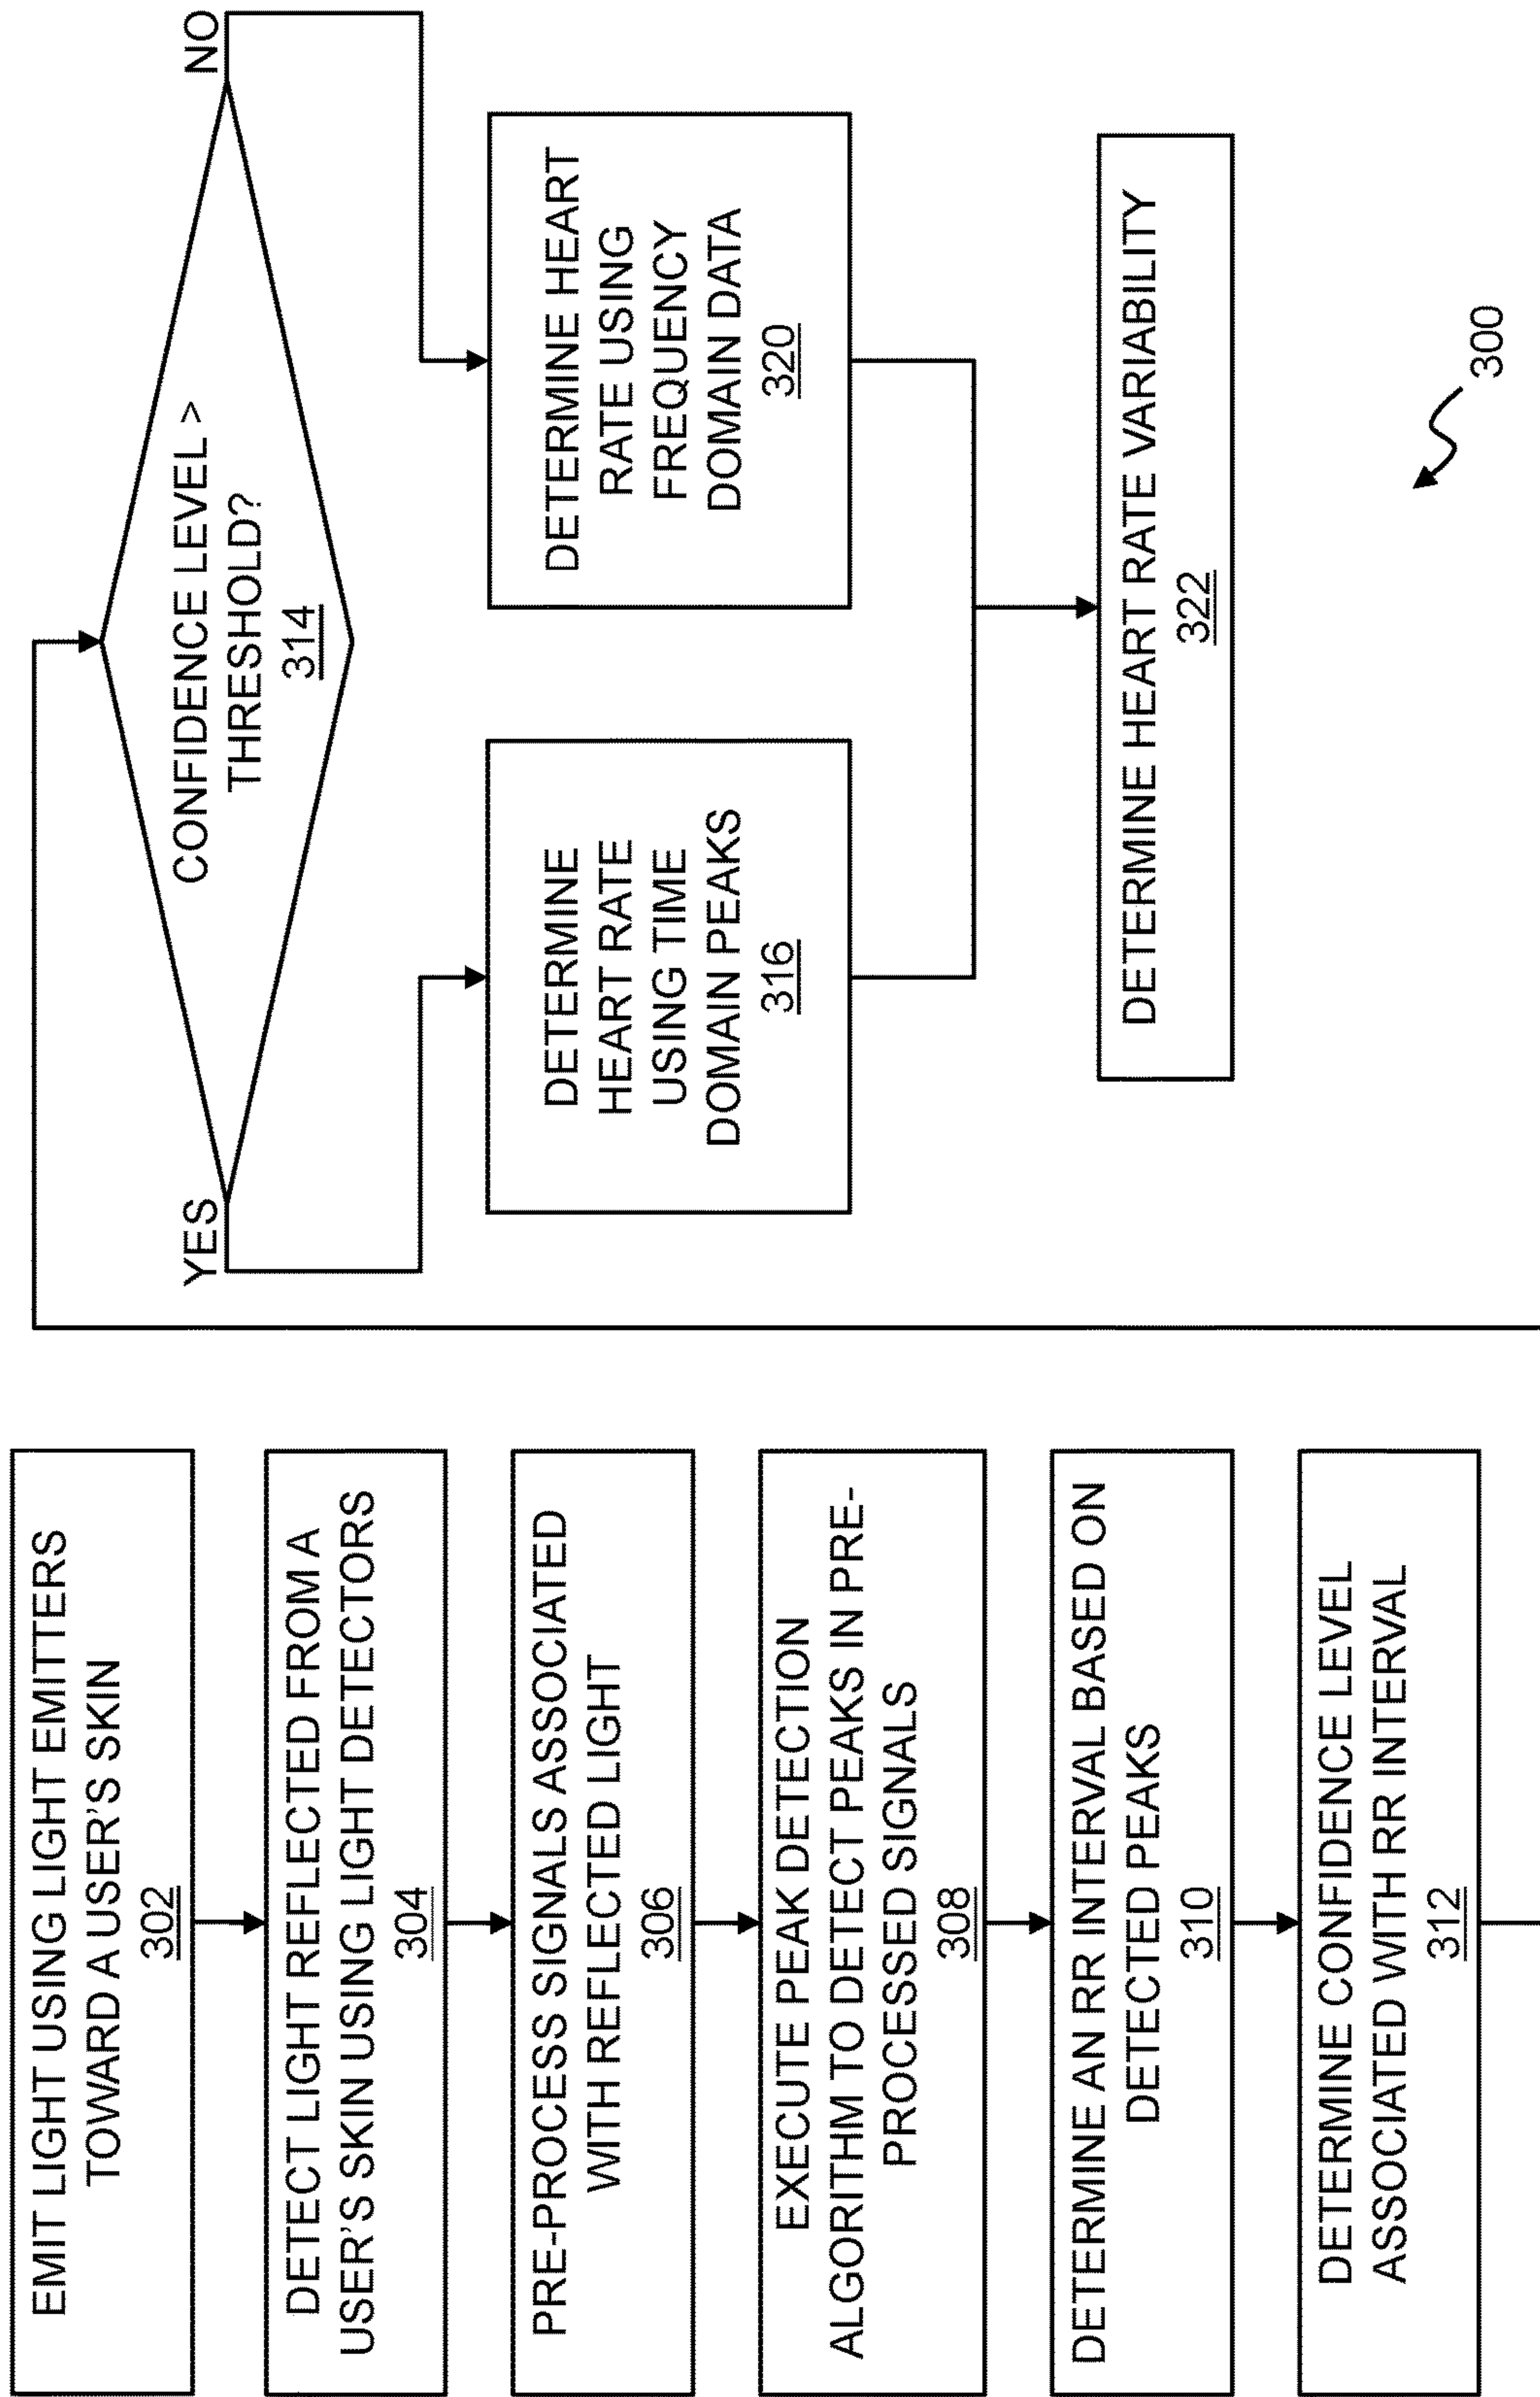 EMIT LIGHT USING LIGHT EMITTERS
TOWARD A USER'S SKIN
302
DETECT LIGHT REFLECTED FROM A
USER'S SKIN USING LIGHT DETECTORS
304
PRE-PROCESS SIGNALS ASSOCIATED
WITH REFLECTED LIGHT
306
EXECUTE PEAK DETECTION
ALGORITHM TO DETECT PEAKS IN PRE-
PROCESSED SIGNALS
308
DETERMINE AN RR INTERVAL BASED ON
DETECTED PEAKS
310
DETERMINE CONFIDENCE LEVEL
ASSOCIATED WITH RR INTERVAL
312
CONFIDENCE LEVEL >
THRESHOLD?
314
YES
NO
DETERMINE
HEART RATE
USING TIME
DOMAIN PEAKS
316
DETERMINE HEART
RATE USING
FREQUENCY
DOMAIN DATA
320
DETERMINE HEART RATE VARIABILITY
322
300